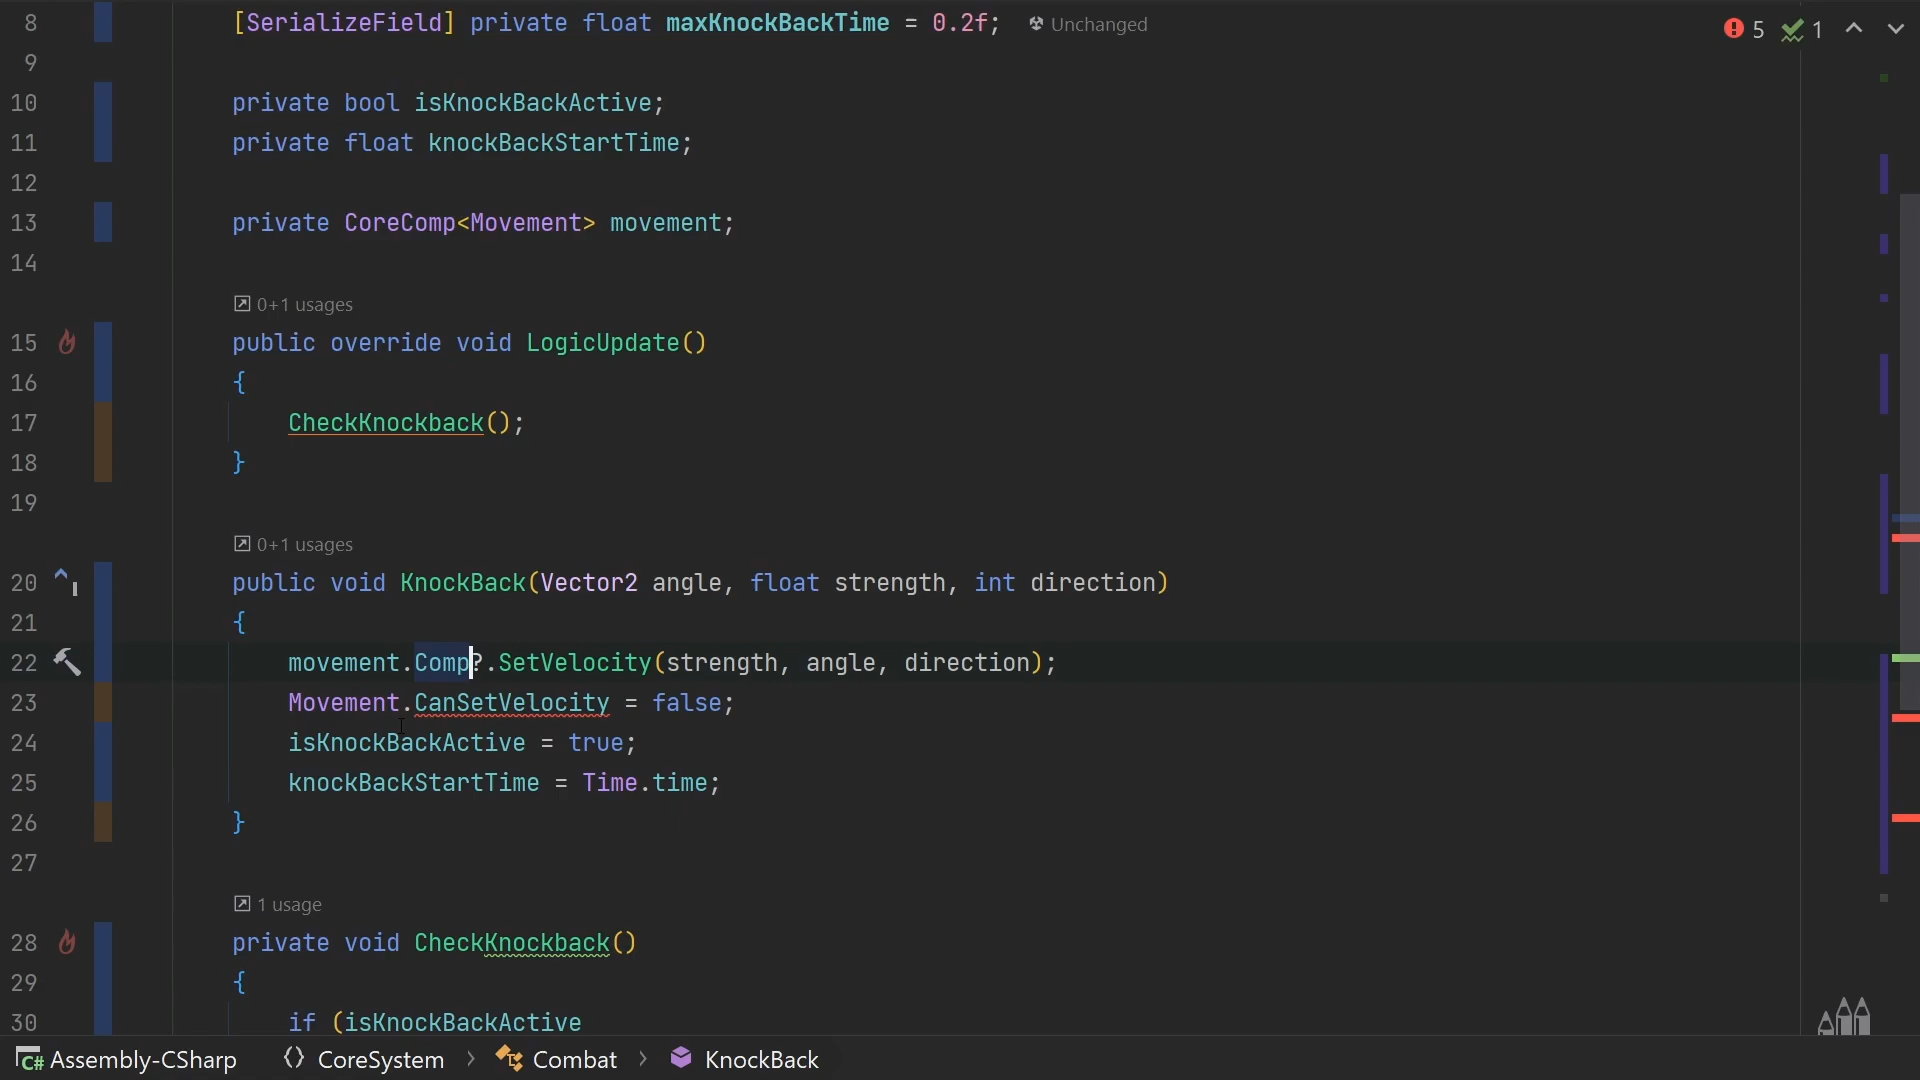 8 [SerializeField] private float maxKnockBackTime = 0.2f; Unchanged
5 1
9
10 private bool isKnockBackActive;
11 private float knockBackStartTime;
12
13 private CoreComp<Movement> movement;
14
0+1 usages
15 public override void LogicUpdate()
16 {
17 CheckKnockback();
18 }
19
0+1 usages
20 public void KnockBack(Vector2 angle, float strength, int direction)
21 {
22 movement.Comp?.SetVelocity(strength, angle, direction);
23 Movement.CanSetVelocity = false;
24 isKnockBackActive = true;
25 knockBackStartTime = Time.time;
26 }
27
1 usage
28 private void CheckKnockback()
29 {
30 if (isKnockBackActive
C# Assembly-CSharp CoreSystem Combat KnockBack